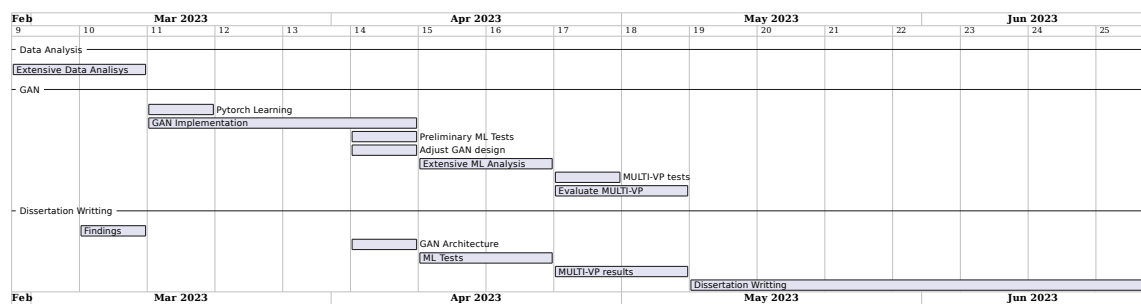 Feb Mar 2023 Apr 2023 May 2023 Jun 2023
9 10 11 12 13 14 15 16 17 18 19 20 21 22 23 24 25
Data Analysis
Extensive Data Analisys
GAN
Pytorch Learning
GAN Implementation
Preliminary ML Tests
Adjust GAN design
Extensive ML Analysis
MULTI-VP tests
Evaluate MULTI-VP
Dissertation Writting
Findings
GAN Architecture
ML Tests
MULTI-VP results
Dissertation Writting
Feb Mar 2023 Apr 2023 May 2023 Jun 2023